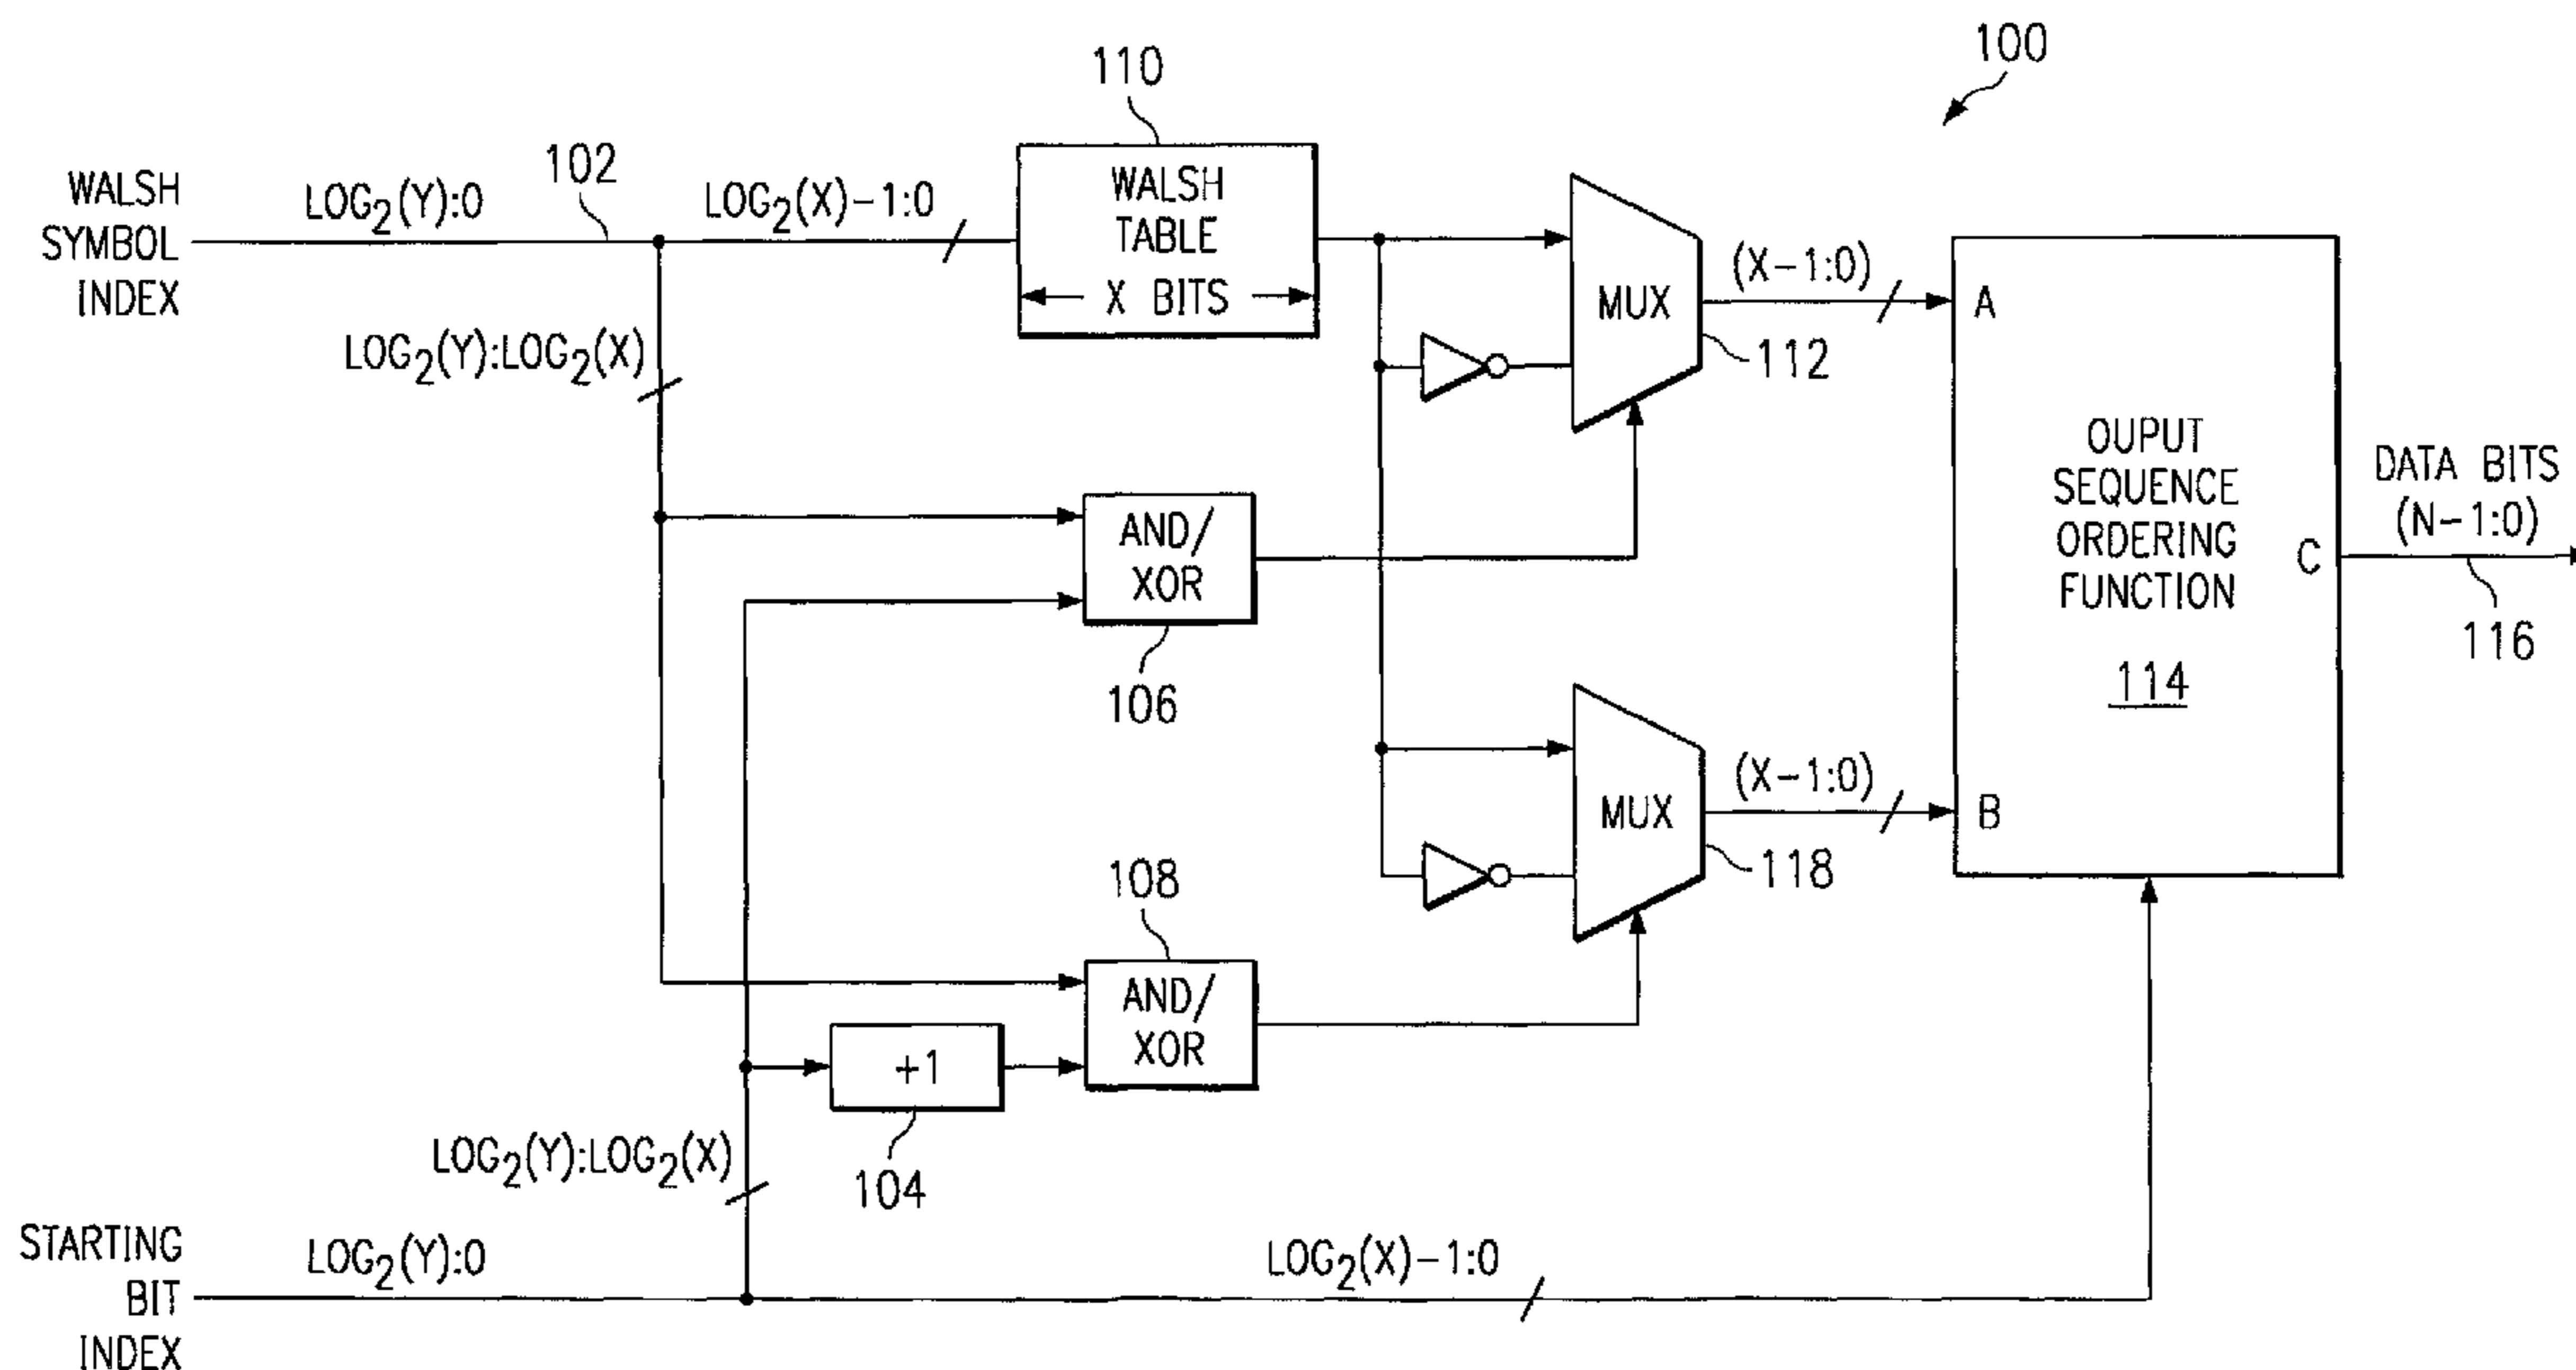 100
110
WALSH
SYMBOL
INDEX
LOG2(Y):0
102
LOG2(X)-1:0
WALSH
TABLE
X BITS
MUX
112
(X-1:0)
A
LOG2(Y):LOG2(X)
AND/
XOR
106
OUPUT
SEQUENCE
ORDERING
FUNCTION
114
C
DATA BITS
(N-1:0)
116
MUX
118
(X-1:0)
B
108
AND/
XOR
+1
104
LOG2(Y):LOG2(X)
STARTING
BIT
INDEX
LOG2(Y):0
LOG2(X)-1:0